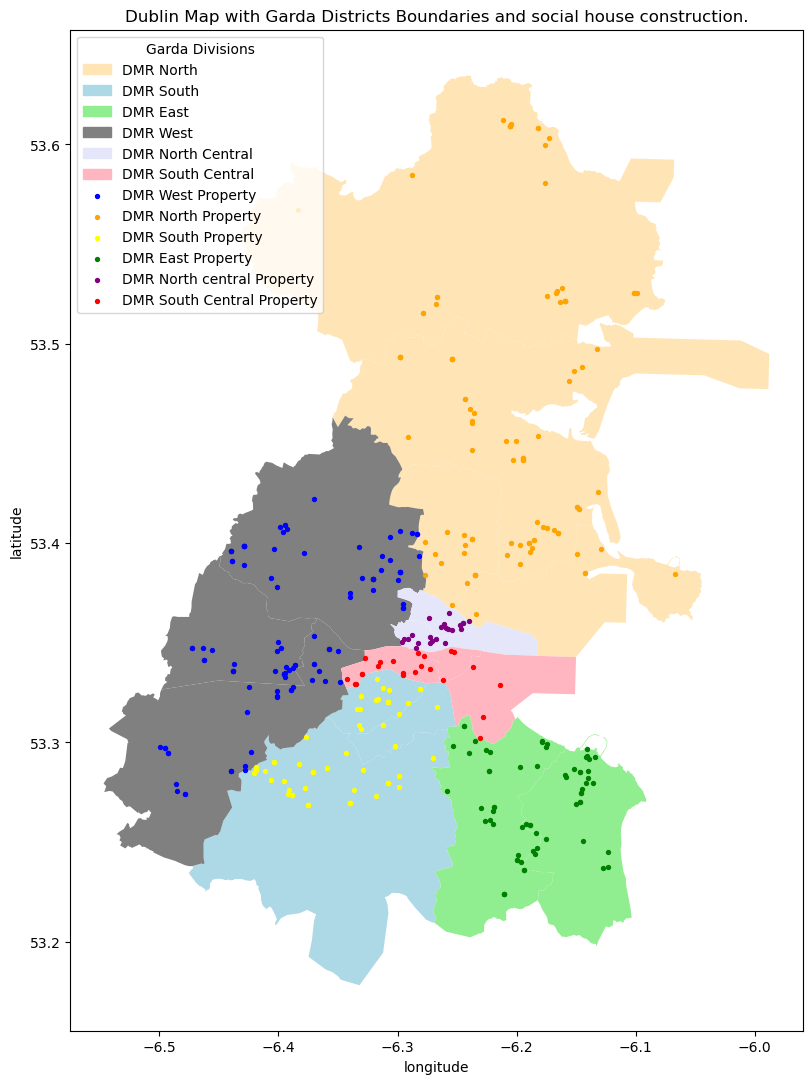 Dublin Map with Garda Districts Boundaries and social house construction.
Garda Divisions
DMR North
DMR South
DMR East
DMR West
DMR North Central
DMR South Central
DMR West Property
DMR North Property
DMR South Property
DMR East Property
DMR North central Property
DMR South Central Property
53.6
53.5
latitude
53.4
53.3
53.2
−6.5 −6.4 −6.3 −6.2 −6.1 −6.0
longitude